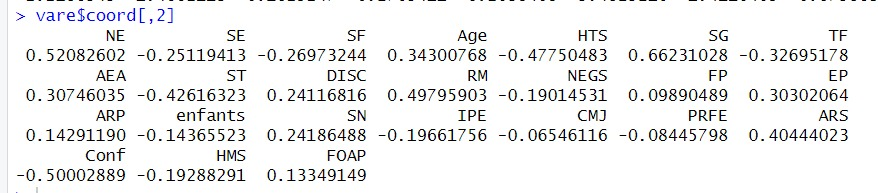 > vare$coord[,2]
NE SE SF Age HTS SG TF
0.52082602 -0.25119413 -0.26973244 0.34300768 -0.47750483 0.66231028 -0.32695178
AEA ST DISC RM NEGS FP EP
0.30746035 -0.42616323 0.24116816 0.49795903 -0.19014531 0.09890489 0.30302064
ARP enfants SN IPE CMJ PRFE ARS
0.14291190 -0.14365523 0.24186488 -0.19661756 -0.06546116 -0.08445798 0.40444023
Conf HMS FOAP
-0.50002889 -0.19288291 0.13349149